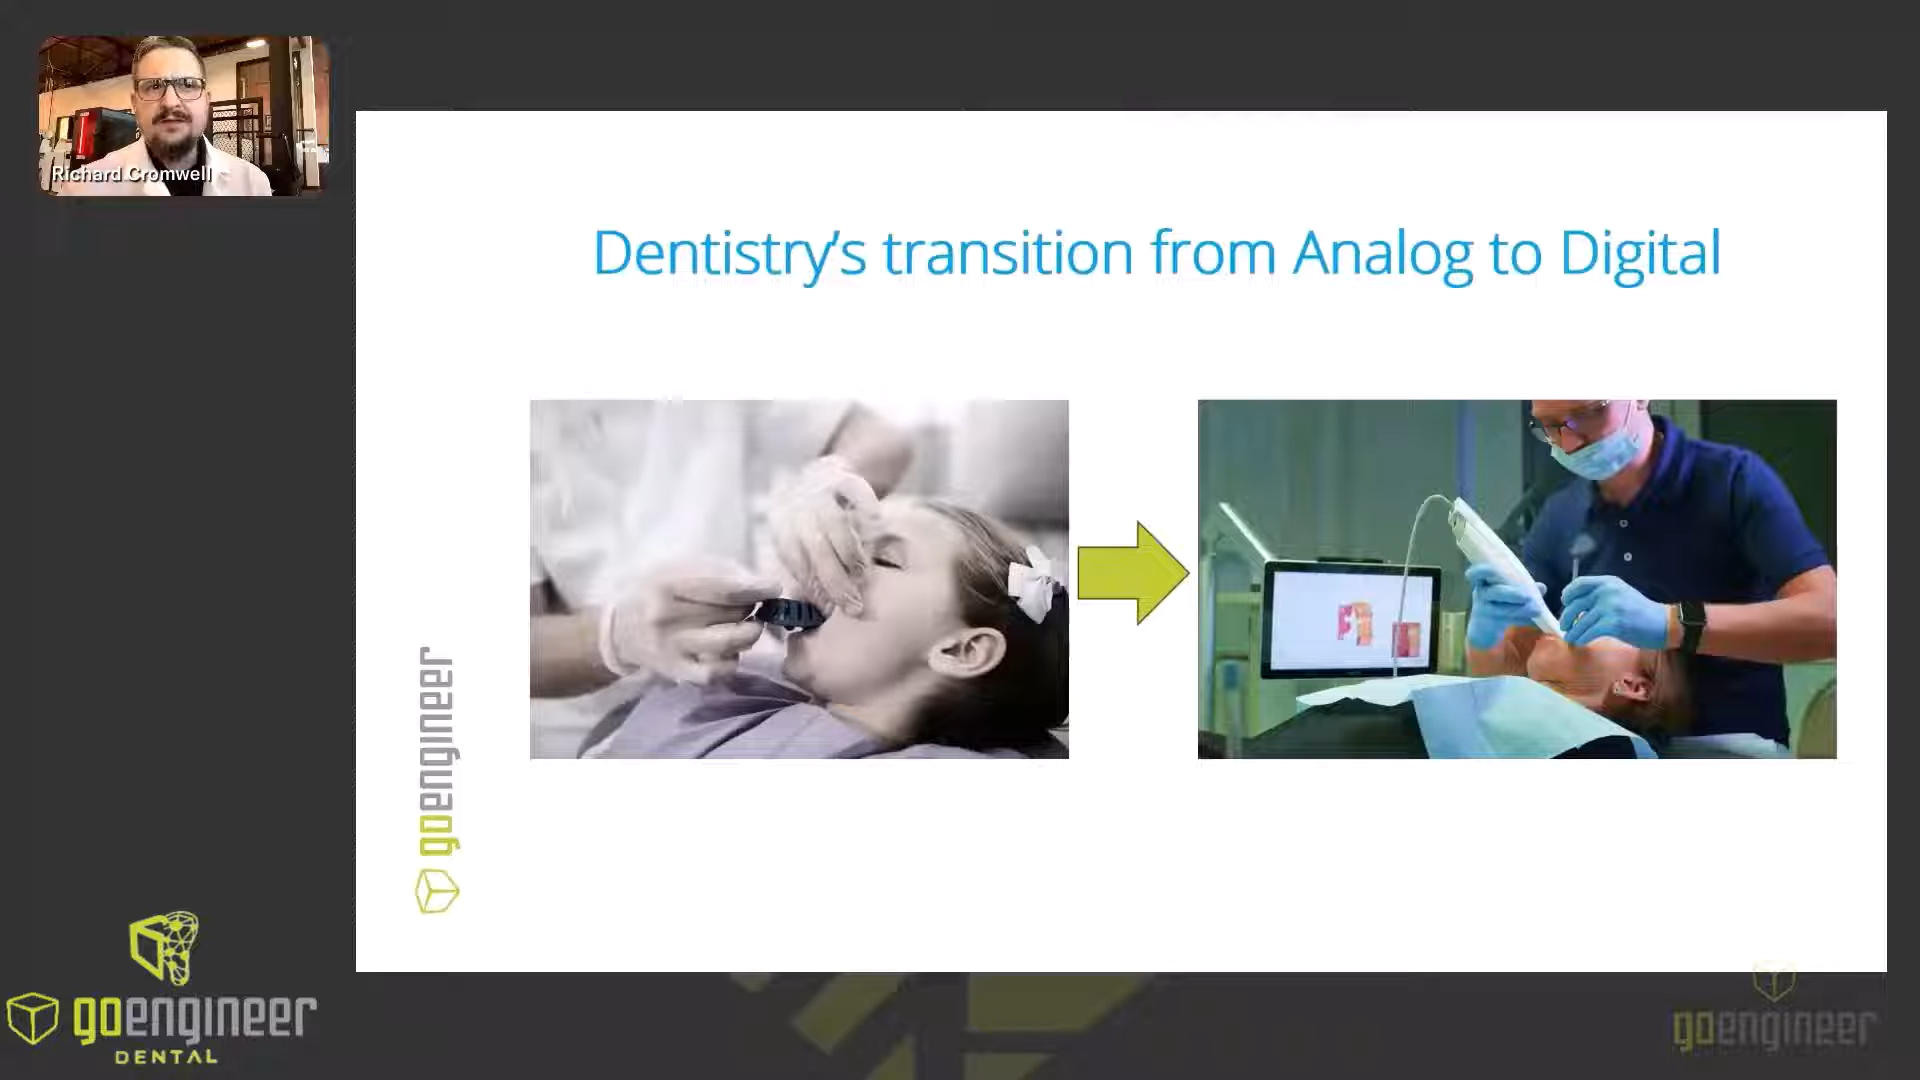 Richard Cromwell
Dentistry's transition from Analog to Digital
goengineer
goengineer
DENTAL
goengineer